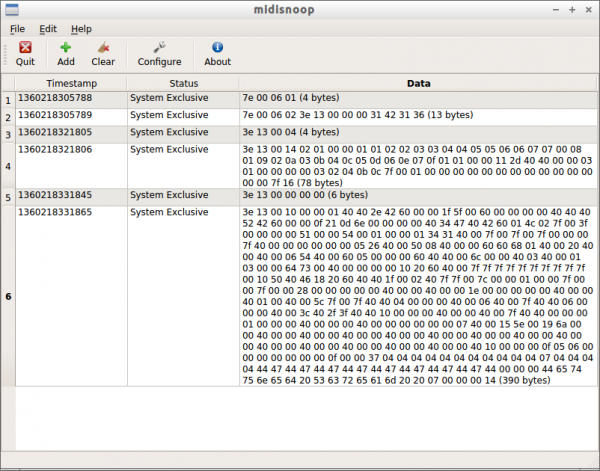 midisnoop
File Edit Help
Quit Add Clear Configure About
Timestamp Status Data
1 1360218305788 System Exclusive 7e 00 06 01 (4 bytes)
2 1360218305789 System Exclusive 7e 00 06 02 3e 13 00 00 00 31 42 31 36 (13 bytes)
3 1360218321805 System Exclusive 3e 13 00 04 (4 bytes)
4 1360218321806 System Exclusive 3e 13 00 14 02 01 00 00 01 01 02 02 03 03 04 04 05 05 06 06 07 07 00 08
01 09 02 0a 03 0b 04 0c 05 0d 06 0e 07 0f 01 01 00 00 11 2d 40 40 00 00 03
01 00 00 00 00 03 02 04 0b 0c 7f 00 01 00 00 00 00 00 00 00 00 00 00 00 00
00 00 7f 16 (78 bytes)
5 1360218331845 System Exclusive 3e 13 00 00 00 00 (6 bytes)
6 1360218331865 System Exclusive 3e 13 00 10 00 00 01 40 40 2e 42 60 00 00 1f 5f 00 60 00 00 00 00 40 40 40
52 42 60 00 00 0f 21 0d 6e 00 00 00 00 40 34 47 40 42 60 01 4c 02 7f 00 3f
00 00 00 00 51 00 00 54 00 01 00 00 01 34 31 40 00 7f 00 7f 00 7f 00 00 00
7f 40 00 00 00 00 00 00 05 26 40 00 50 08 40 00 00 60 60 68 01 40 00 20 40
00 40 40 00 06 54 40 00 60 05 00 00 00 60 40 40 00 6c 00 00 40 03 40 00 01
03 00 00 64 73 00 40 00 00 00 00 10 20 60 40 00 7f 7f 7f 7f 7f 7f 7f 7f 7f
00 10 50 40 46 18 20 60 40 40 1f 00 02 40 7f 7f 00 7c 00 00 01 00 00 7f 00
00 7f 00 00 28 00 00 00 00 00 40 00 00 40 00 40 00 1e 00 00 00 00 00 40 00 00
40 01 00 40 00 5c 7f 00 7f 40 40 04 00 00 00 40 00 06 40 00 7f 40 40 06 00
00 00 40 00 3c 40 2f 3f 40 40 10 00 00 00 40 00 00 40 00 7f 40 40 00 00 00
01 00 00 00 40 00 00 00 40 00 00 00 00 00 00 07 40 00 15 5e 00 19 6a 00
00 40 00 40 00 40 00 40 00 40 00 40 00 40 00 40 00 40 00 40 00 40 40 00 40 00
00 40 00 40 00 40 00 40 00 40 00 40 00 40 00 40 10 00 00 00 0f 05 06 00
00 00 00 00 00 00 0f 00 00 37 04 04 04 04 04 04 04 04 04 04 04 07 04 04 04
04 44 47 44 47 44 47 44 47 44 47 44 47 44 47 44 47 44 00 00 00 44 65 74
75 6e 65 64 20 53 63 72 65 61 6d 20 20 07 00 00 00 14 (390 bytes)